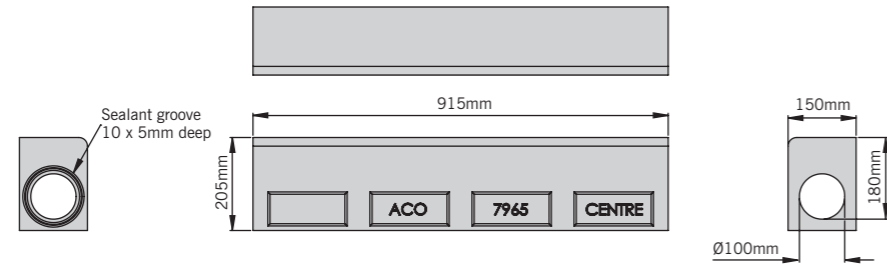 Sealant groove
10 x 5mm deep
915mm
205mm
ACO
7965
CENTRE
150mm
180mm
Ø100mm